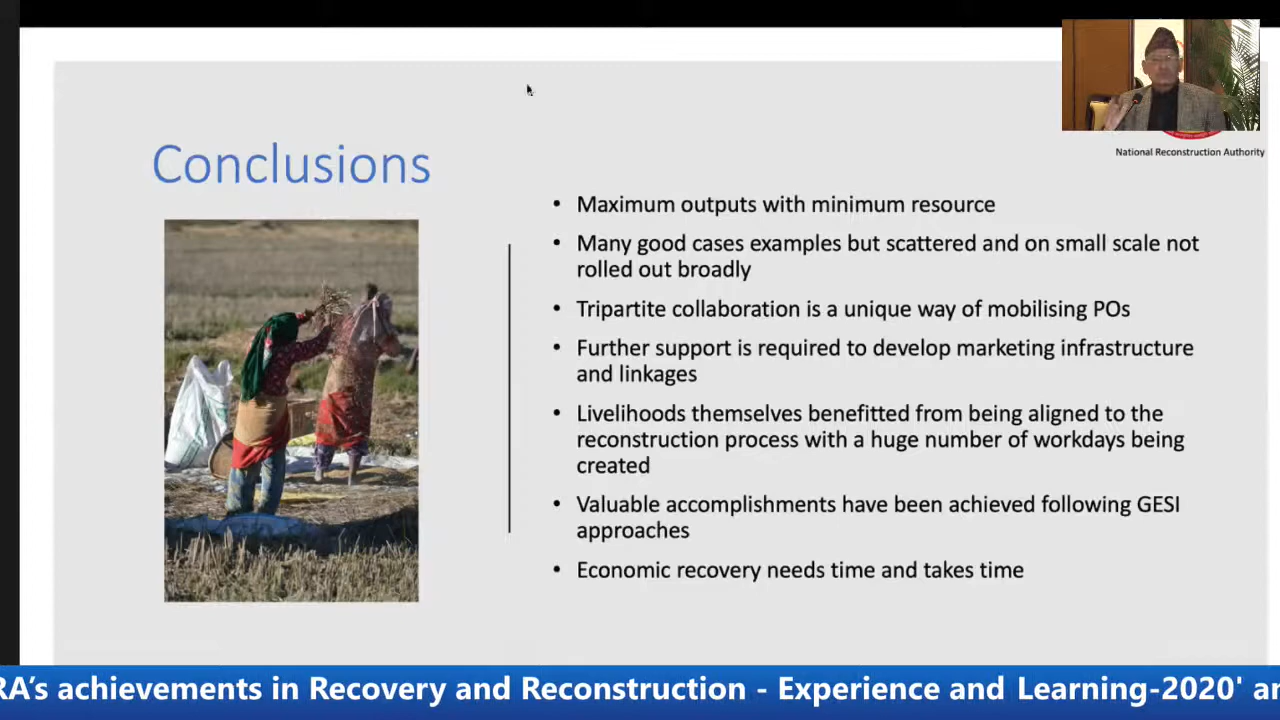 National Reconstruction Authority
Conclusions
• Maximum outputs with minimum resource
• Many good cases examples but scattered and on small scale not
rolled out broadly
• Tripartite collaboration is a unique way of mobilising POs
• Further support is required to develop marketing infrastructure
and linkages
• Livelihoods themselves benefitted from being aligned to the
reconstruction process with a huge number of workdays being
created
• Valuable accomplishments have been achieved following GESI
approaches
• Economic recovery needs time and takes time
RA's achievements in Recovery and Reconstruction - Experience and Learning-2020' ar